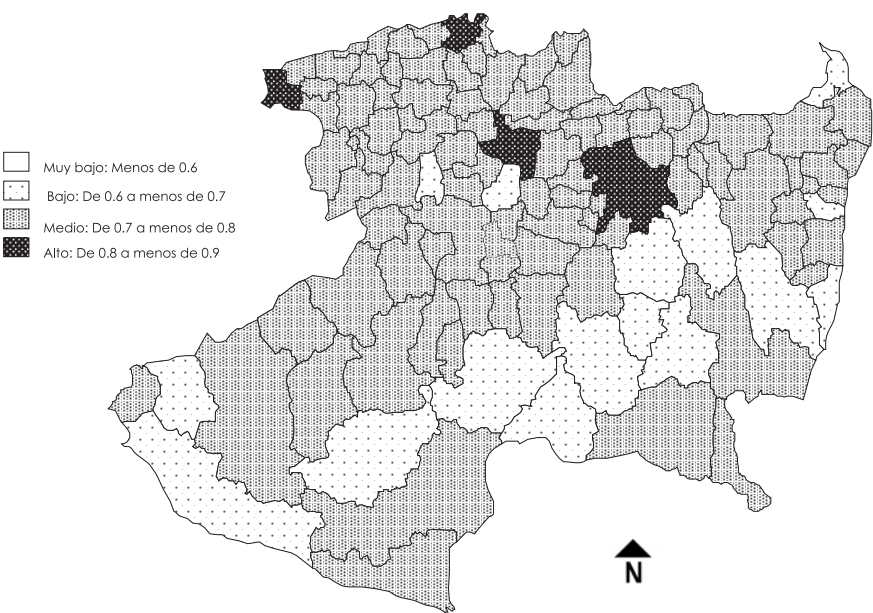 Muy bajo: Menos de 0.6
Bajo: De 0.6 a menos de 0.7
Medio: De 0.7 a menos de 0.8
Alto: De 0.8 a menos de 0.9
N